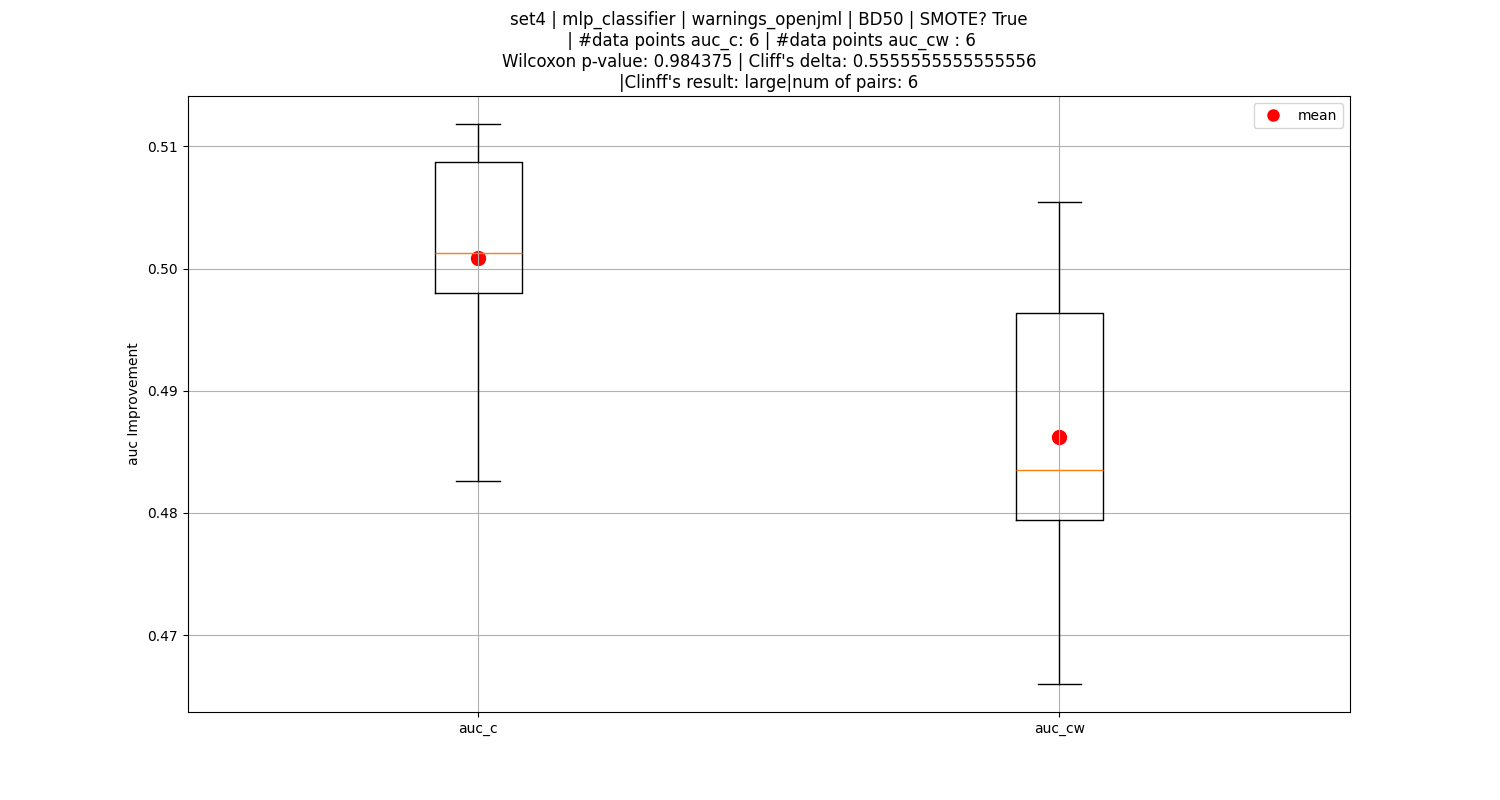 set4 | mlp_classifier | warnings_openjml | BD50 | SMOTE? True
| #data points auc_c: 6 | #data points auc_cw : 6
Wilcoxon p-value: 0.984375 | Cliff's delta: 0.5555555555555556
|Clinff's result: large|num of pairs: 6
mean
0.51
0.50
0.49
0.48
0.47
auc Improvement
auc_c
auc_cw